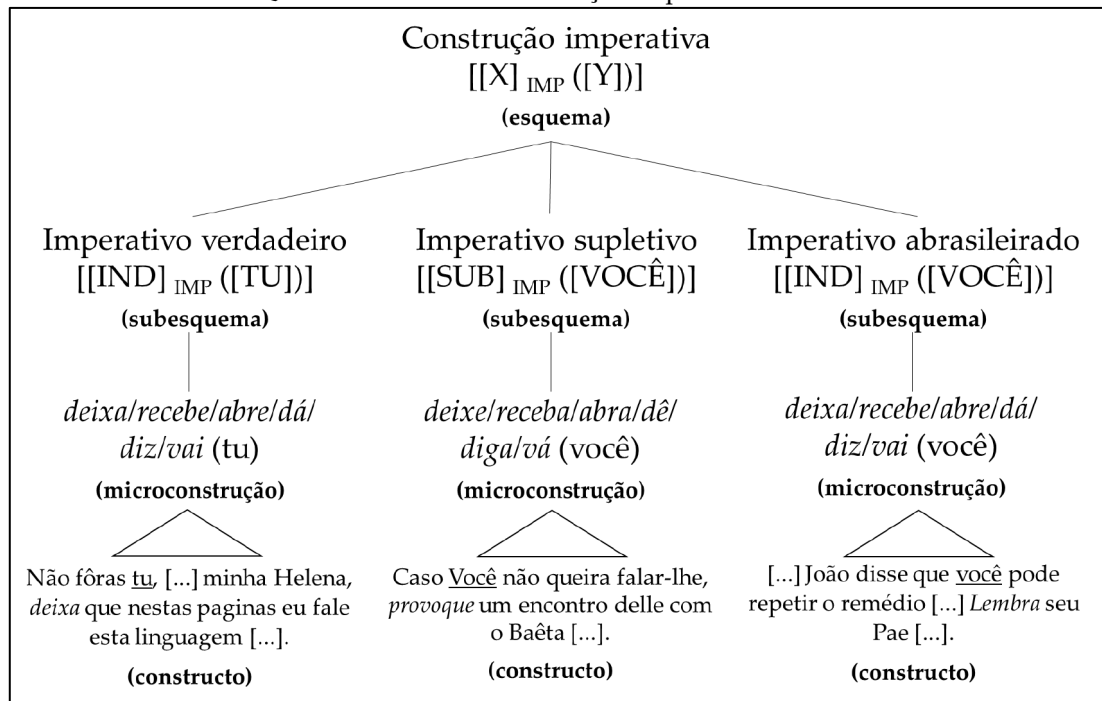 Construção imperativa
[[X] IMP ([Y])]
(esquema)
Imperativo verdadeiro
[[IND] IMP ([TU])]
(subesquema)
Imperativo supletivo
[[SUB] IMP ([VOCÊ])]
(subesquema)
Imperativo abrasileirado
[[IND] IMP ([VOCÊ])]
(subesquema)
deixa/recebe/abre/dá/
diz/vai (tu)
(microconstrução)
deixe/receba/abra/dê/
diga/vá (você)
(microconstrução)
deixa/recebe/abre/dá/
diz/vai (você)
(microconstrução)
Não fôras tu, [...] minha Helena,
deixa que nestas paginas eu fale
esta linguagem [...].
(constructo)
Caso Você não queira falar-lhe,
provoque um encontro delle com
o Baêta [...].
(constructo)
[...] João disse que você pode
repetir o remédio [...] Lembra seu
Pae [...].
(constructo)